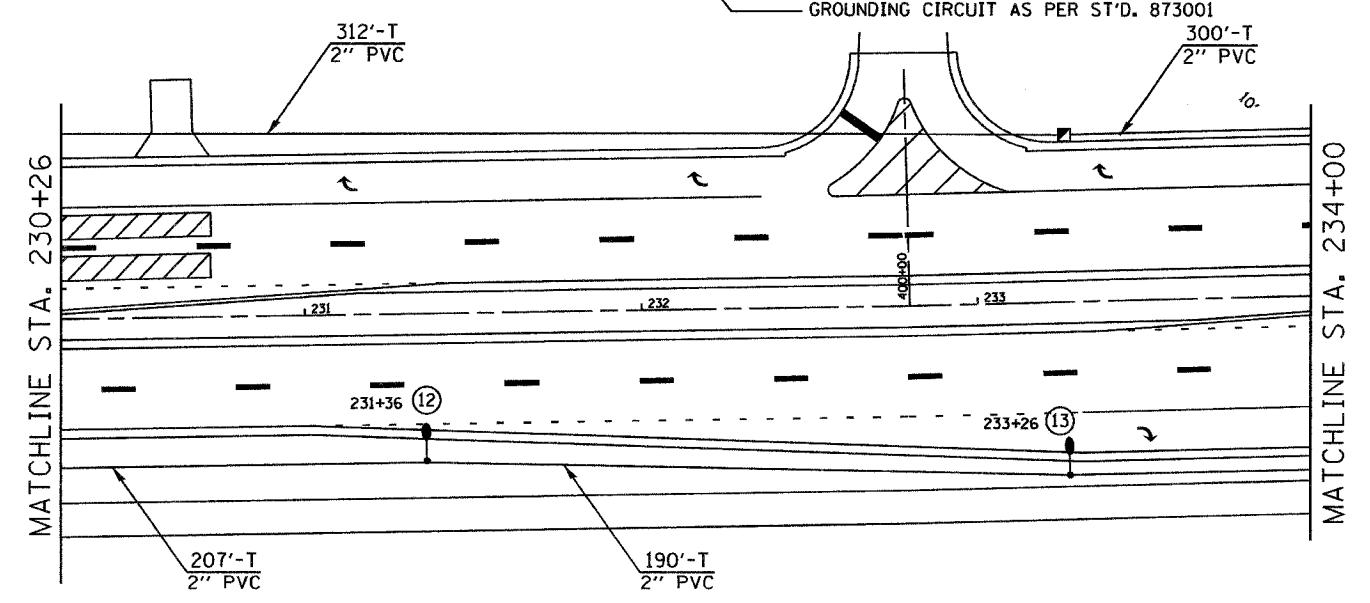 GROUNDING CIRCUIT AS PER ST'D. 873001
312'-T
2" PVC
300'-T
2" PVC
10-
MATCHLINE STA. 230+26
MATCHLINE STA. 234+00
400+00
231
232
233
231+36
12
233+26
13
207'-T
2" PVC
190'-T
2" PVC